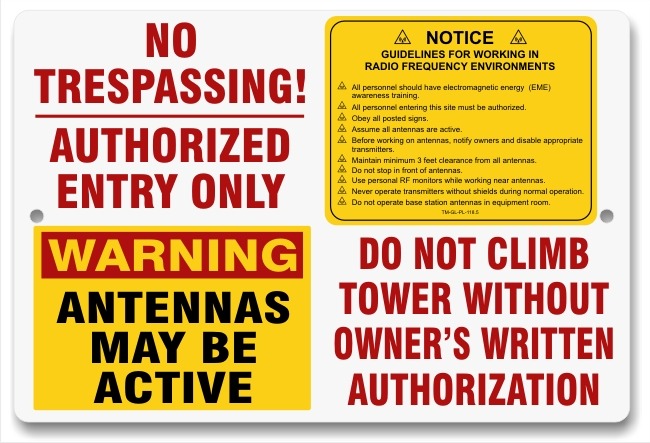 NO
TRESPASSING!
AUTHORIZED
ENTRY ONLY
NOTICE
GUIDELINES FOR WORKING IN
RADIO FREQUENCY ENVIRONMENTS
All personnel should have electromagnetic energy (EME)
awareness training.
All personnel entering this site must be authorized.
Obey all posted signs.
Assume all antennas are active.
Before working on antennas, notify owners and disable appropriate
transmitters.
Maintain minimum 3 feet clearance from all antennas.
Do not stop in front of antennas.
Use personal RF monitors while working near antennas.
Never operate transmitters without shields during normal operation.
Do not operate base station antennas in equipment room.
TM-GL-PL-118.5
WARNING
ANTENNAS
MAY BE
ACTIVE
DO NOT CLIMB
TOWER WITHOUT
OWNER'S WRITTEN
AUTHORIZATION